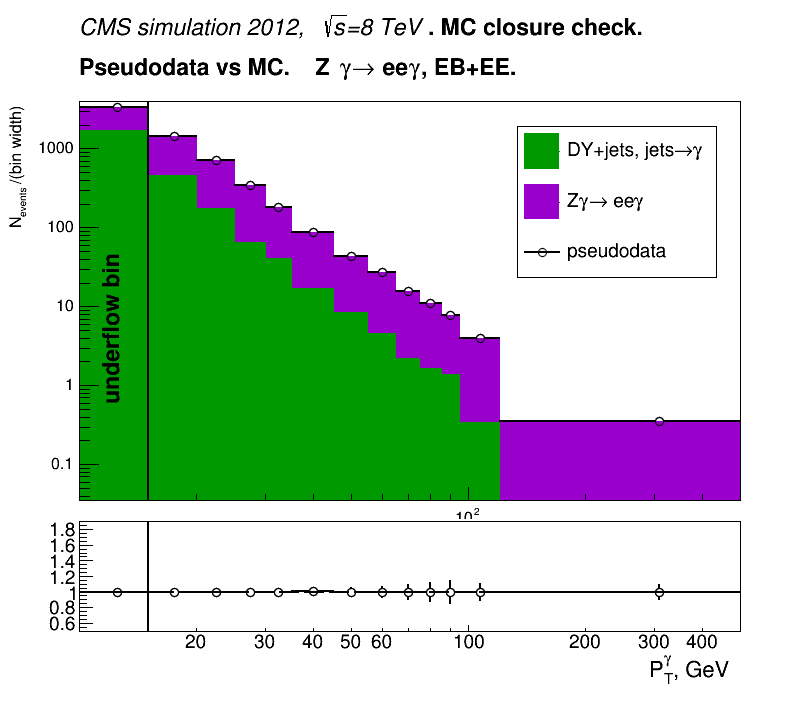 CMS simulation 2012, √s=8 TeV . MC closure check.
Pseudodata vs MC. Z γ→ eeγ, EB+EE.
N_events /(bin width)
1000
100
10
1
0.1
underflow bin
DY+jets, jets→γ
Zγ→ eeγ
pseudodata
10²
1.8
1.6
1.4
1.2
1
0.8
0.6
20 30 40 50 60 100 200 300 400
P_T^γ, GeV